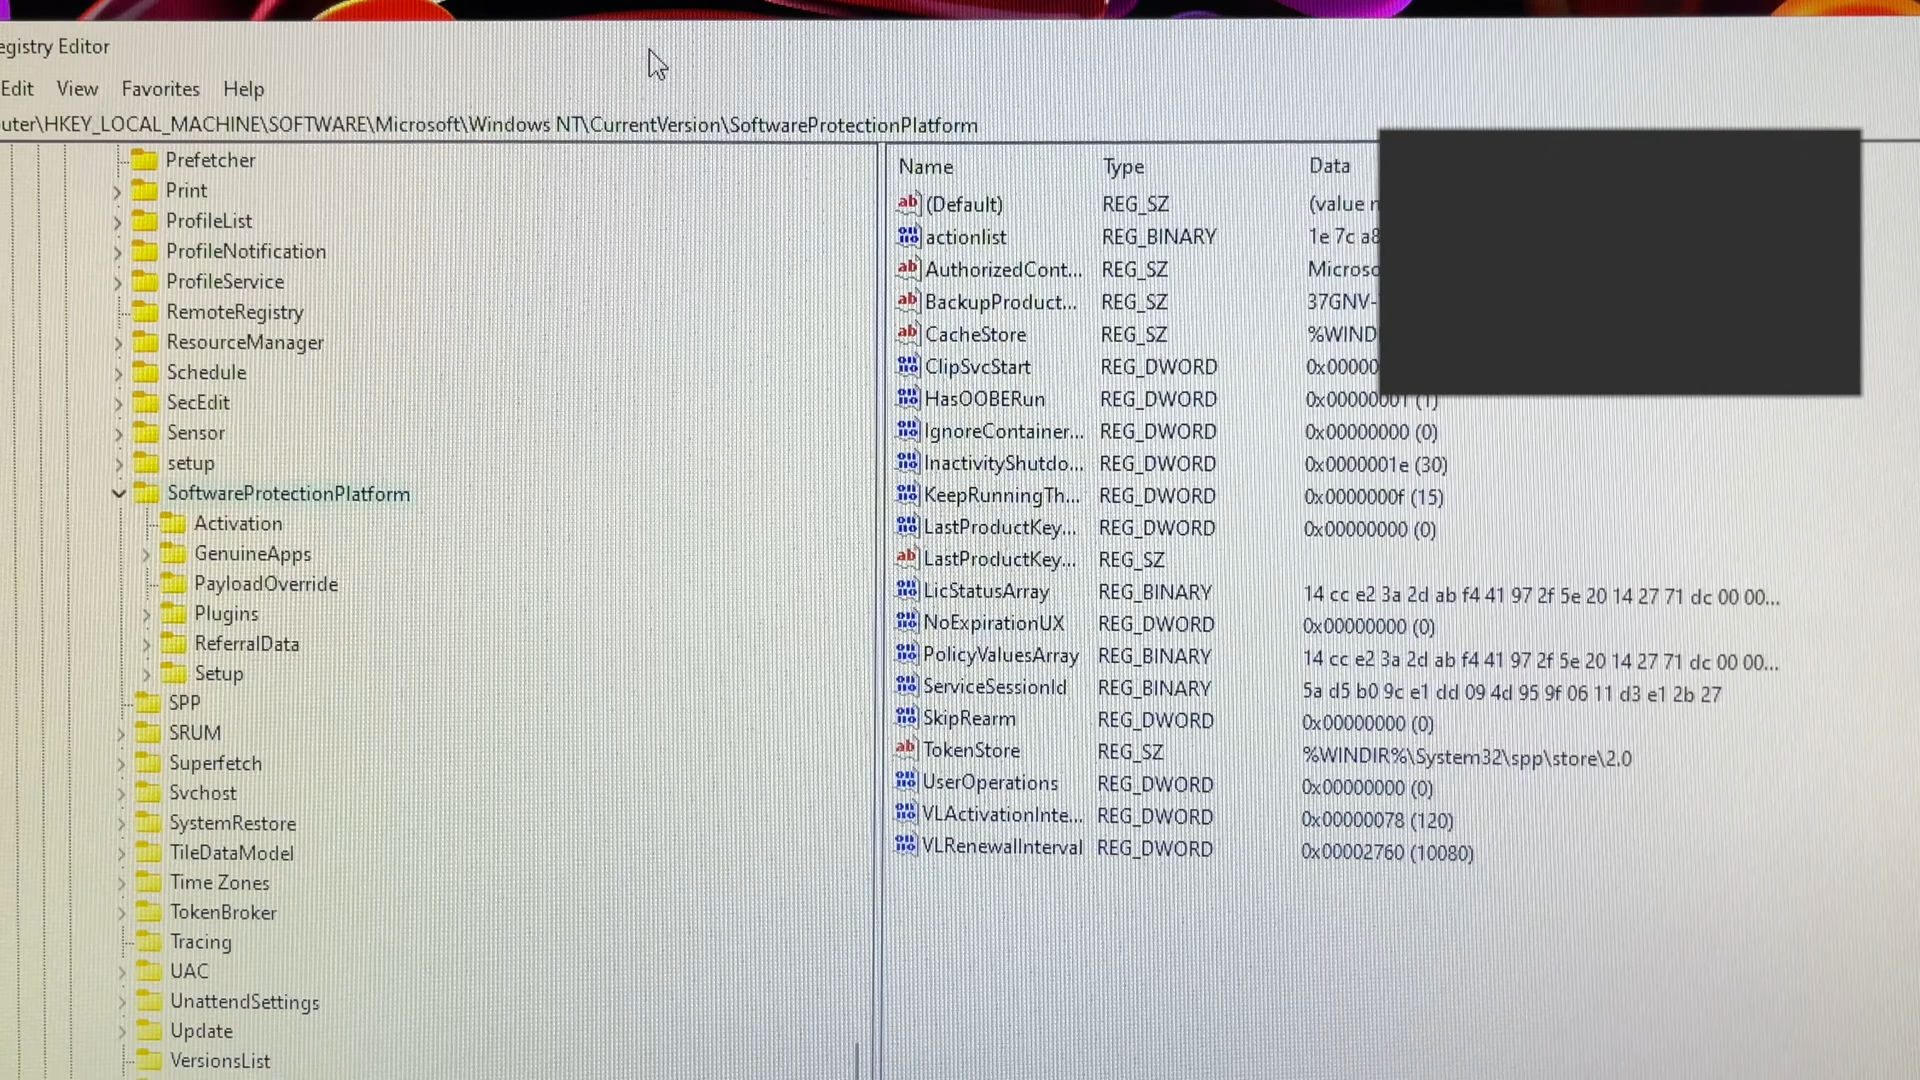 egistry Editor
Edit View Favorites Help
uter\HKEY_LOCAL_MACHINE\SOFTWARE\Microsoft\Windows NT\CurrentVersion\SoftwareProtectionPlatform
Prefetcher
Print
ProfileList
ProfileNotification
ProfileService
RemoteRegistry
ResourceManager
Schedule
SecEdit
Sensor
setup
SoftwareProtectionPlatform
Activation
GenuineApps
PayloadOverride
Plugins
ReferralData
Setup
SPP
SRUM
Superfetch
Svchost
SystemRestore
TileDataModel
Time Zones
TokenBroker
Tracing
UAC
UnattendSettings
Update
VersionsList
Name Type Data
(Default) REG_SZ (value n
actionlist REG_BINARY 1e 7c a8
AuthorizedCont... REG_SZ Microso
BackupProduct... REG_SZ 37GNV-
CacheStore REG_SZ %WIND
ClipSvcStart REG_DWORD 0x00000
HasOOBERun REG_DWORD 0x00000001 (1)
IgnoreContainer... REG_DWORD 0x00000000 (0)
InactivityShutdo... REG_DWORD 0x0000001e (30)
KeepRunningTh... REG_DWORD 0x0000000f (15)
LastProductKey... REG_DWORD 0x00000000 (0)
LastProductKey... REG_SZ
LicStatusArray REG_BINARY 14 cc e2 3a 2d ab f4 41 97 2f 5e 20 14 27 71 dc 00 00...
NoExpirationUX REG_DWORD 0x00000000 (0)
PolicyValuesArray REG_BINARY 14 cc e2 3a 2d ab f4 41 97 2f 5e 20 14 27 71 dc 00 00...
ServiceSessionId REG_BINARY 5a d5 b0 9c e1 dd 09 4d 95 9f 06 11 d3 e1 2b 27
SkipRearm REG_DWORD 0x00000000 (0)
TokenStore REG_SZ %WINDIR%\System32\spp\store\2.0
UserOperations REG_DWORD 0x00000000 (0)
VLActivationInte... REG_DWORD 0x00000078 (120)
VLRenewalInterval REG_DWORD 0x00002760 (10080)